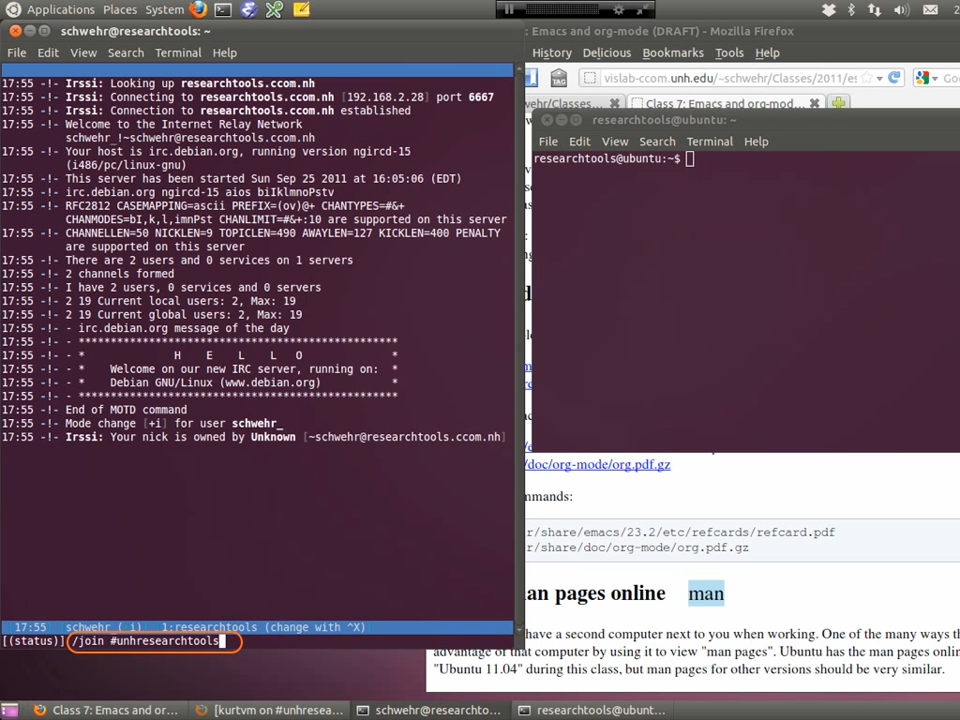 Applications Places System
schwehr@researchtools: ~
File Edit View Search Terminal Help
17:55 -!- Irssi: Looking up researchtools.ccom.nh
17:55 -!- Irssi: Connecting to researchtools.ccom.nh [192.168.2.28] port 6667
17:55 -!- Irssi: Connection to researchtools.ccom.nh established
17:55 -!- Welcome to the Internet Relay Network
schwehr_!~schwehr@researchtools.ccom.nh
17:55 -!- Your host is irc.debian.org, running version ngircd-15
(i486/pc/linux-gnu)
17:55 -!- This server has been started Sun Sep 25 2011 at 16:05:06 (EDT)
17:55 -!- irc.debian.org ngircd-15 aios biIklmnoPstv
17:55 -!- RFC2812 CASEMAPPING=ascii PREFIX=(ov)@+ CHANTYPES=#&+
CHANMODES=bI,k,l,imnPst CHANLIMIT=#&+:10 are supported on this server
17:55 -!- CHANNELLEN=50 NICKLEN=9 TOPICLEN=490 AWAYLEN=127 KICKLEN=400 PENALTY
are supported on this server
17:55 -!- There are 2 users and 0 services on 1 servers
17:55 -!- 2 channels formed
17:55 -!- I have 2 users, 0 services and 0 servers
17:55 -!- 2 19 Current local users: 2, Max: 19
17:55 -!- 2 19 Current global users: 2, Max: 19
17:55 -!- - irc.debian.org message of the day
17:55 -!- - ***************************************
17:55 -!- - * H E L L O *
17:55 -!- - * Welcome on our new IRC server, running on: *
17:55 -!- - * Debian GNU/Linux (www.debian.org) *
17:55 -!- - ***************************************
17:55 -!- End of MOTD command
17:55 -!- Mode change [+i] for user schwehr_
17:55 -!- Irssi: Your nick is owned by Unknown [~schwehr@researchtools.ccom.nh]
17:55 schwehr_( i) 1:researchtools (change with ^X)
[(status)] /join #unhresearchtools
: Emacs and org-mode (DRAFT) - Mozilla Firefox
History Delicious Bookmarks Tools Help
vislab-ccom.unh.edu/~schwehr/Classes/2011/es
Goo
wehr/Classes... Class 7: Emacs and org-mod...
researchtools@ubuntu: ~
File Edit View Search Terminal Help
researchtools@ubuntu:~$
/doc/org-mode/org.pdf.gz
mmands:
r/share/emacs/23.2/etc/refcards/refcard.pdf
r/share/doc/org-mode/org.pdf.gz
an pages online man
have a second computer next to you when working. One of the many ways th
advantage of that computer by using it to view "man pages". Ubuntu has the man pages onlin
"Ubuntu 11.04" during this class, but man pages for other versions should be very similar.
Class 7: Emacs and or... [kurtvm on #unhresea... schwehr@researchto... researchtools@ubunt...